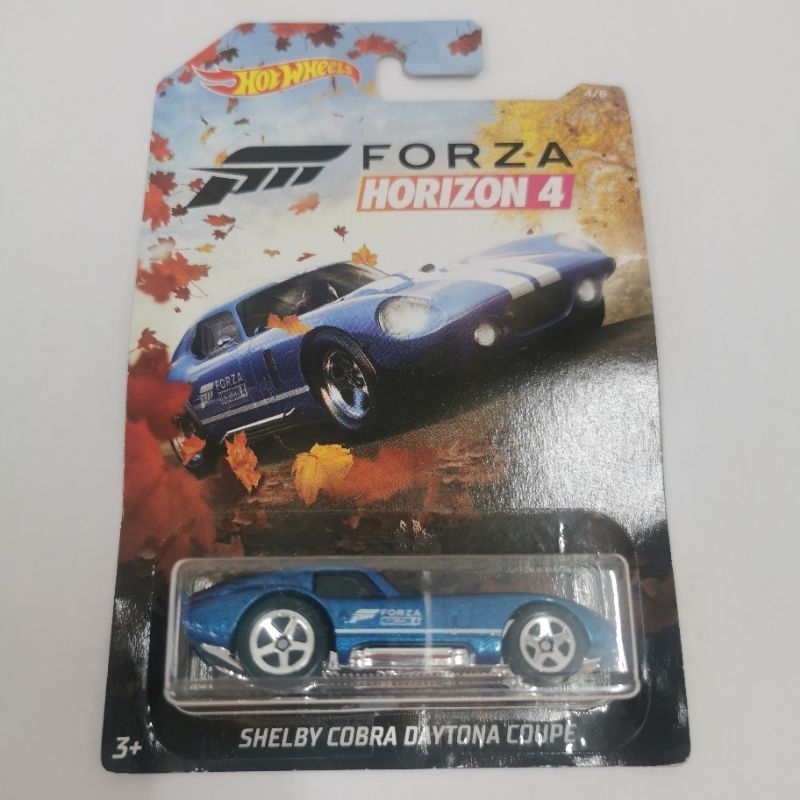 HOT WHEELS
4/6
FORZA
HORIZON 4
FORZA
FORZA
SHELBY COBRA DAYTONA COUPE
3+